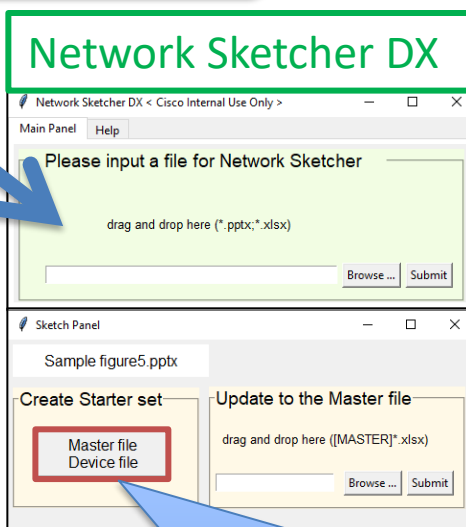 Network Sketcher DX
Network Sketcher DX < Cisco Internal Use Only >
Main Panel Help
Please input a file for Network Sketcher
drag and drop here (*.pptx;*.xlsx)
Browse ... Submit
Sketch Panel
Sample figure5.pptx
Create Starter set
Update to the Master file
Master file
Device file
drag and drop here ([MASTER]*.xlsx)
Browse ... Submit